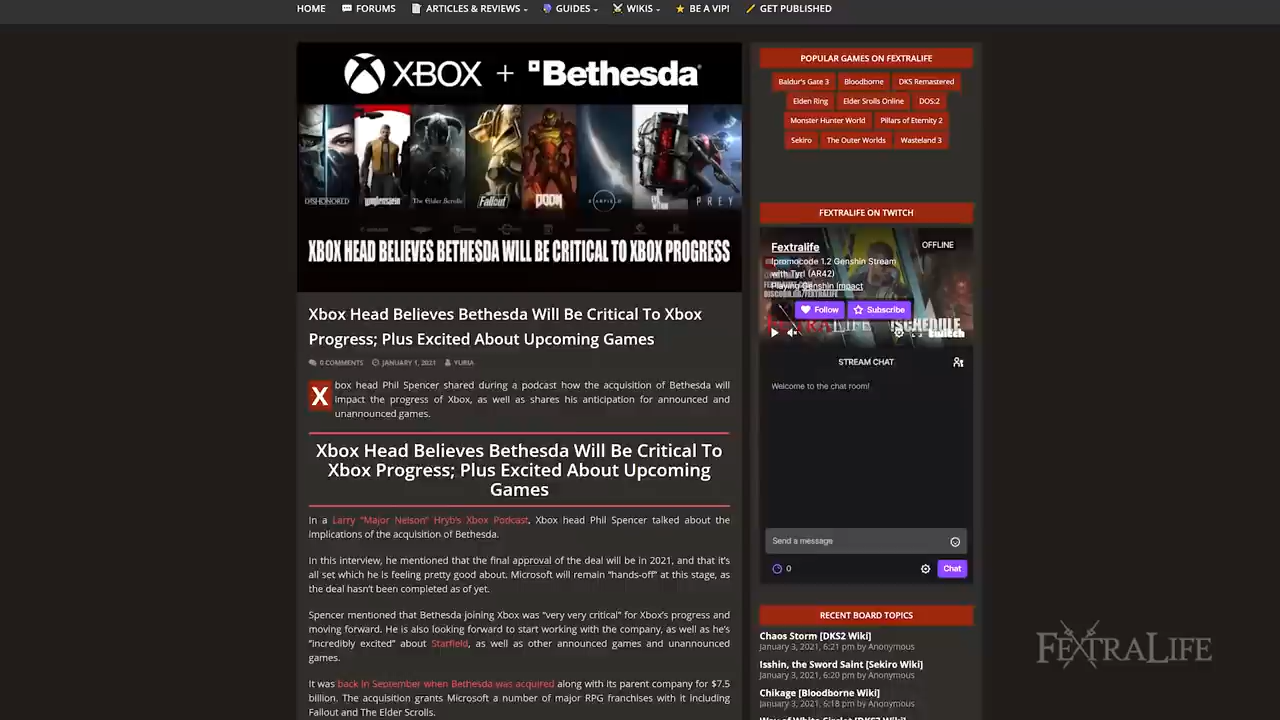 HOME
FORUMS
ARTICLES & REVIEWS
GUIDES
WIKIS
BE A VIP!
GET PUBLISHED
XBOX + Bethesda
DISHONORED
Wolfenstein
The Elder Scrolls
Fallout
DOOM
STARFIELD
PREY
XBOX HEAD BELIEVES BETHESDA WILL BE CRITICAL TO XBOX PROGRESS
Xbox Head Believes Bethesda Will Be Critical To Xbox
Progress; Plus Excited About Upcoming Games
0 COMMENTS JANUARY 1, 2021 YURIA
Xbox head Phil Spencer shared during a podcast how the acquisition of Bethesda will
impact the progress of Xbox, as well as shares his anticipation for announced and
unannounced games.
Xbox Head Believes Bethesda Will Be Critical To
Xbox Progress; Plus Excited About Upcoming
Games
In a Larry "Major Nelson" Hryb's Xbox Podcast, Xbox head Phil Spencer talked about the
implications of the acquisition of Bethesda.
In this interview, he mentioned that the final approval of the deal will be in 2021, and that it's
all set which he is feeling pretty good about. Microsoft will remain "hands-off" at this stage, as
the deal hasn't been completed as of yet.
Spencer mentioned that Bethesda joining Xbox was "very very critical" for Xbox's progress and
moving forward. He is also looking forward to start working with the company, as well as he's
"incredibly excited" about Starfield, as well as other announced games and unannounced
games.
It was back in September when Bethesda was acquired along with its parent company for $7.5
billion. The acquisition grants Microsoft a number of major RPG franchises with it including
Fallout and The Elder Scrolls.
POPULAR GAMES ON FEXTRALIFE
Baldur's Gate 3 Bloodborne DKS Remastered
Elden Ring Elder Srolls Online DOS:2
Monster Hunter World Pillars of Eternity 2
Sekiro The Outer Worlds Wasteland 3
FEXTRALIFE ON TWITCH
Fextralife OFFLINE
!promocode 1.2 Genshin Stream
with Tyrl (AR42)
Playing Genshin Impact
Follow Subscribe
SCHEDULE
twitch
STREAM CHAT
Welcome to the chat room!
Send a message
0 Chat
RECENT BOARD TOPICS
Chaos Storm [DKS2 Wiki]
January 3, 2021, 6:21 pm by Anonymous
Isshin, the Sword Saint [Sekiro Wiki]
January 3, 2021, 6:20 pm by Anonymous
Chikage [Bloodborne Wiki]
January 3, 2021, 6:18 pm by Anonymous
FEXTRALIFE